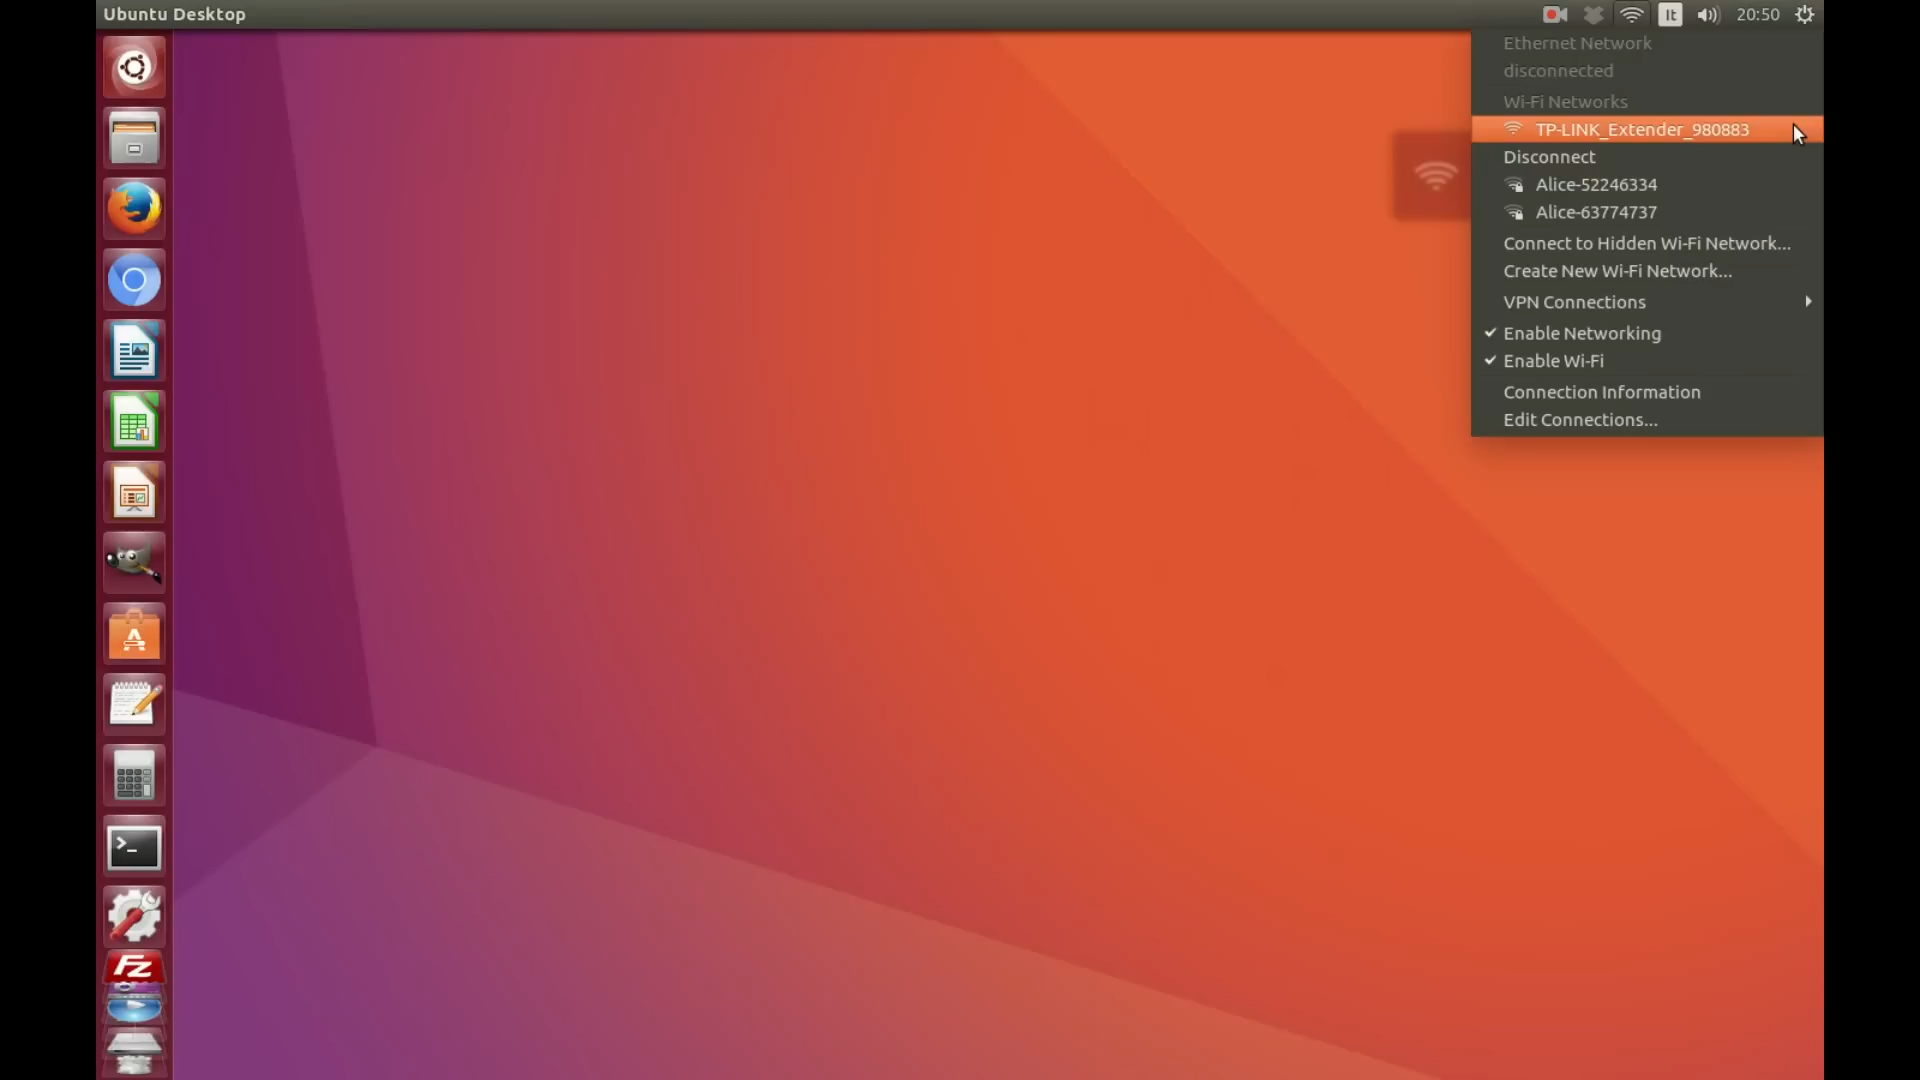 Ubuntu Desktop
It
20:50
Ethernet Network
disconnected
Wi-Fi Networks
TP-LINK_Extender_980883
Disconnect
Alice-52246334
Alice-63774737
Connect to Hidden Wi-Fi Network...
Create New Wi-Fi Network...
VPN Connections
Enable Networking
Enable Wi-Fi
Connection Information
Edit Connections...
A
>_
FZ